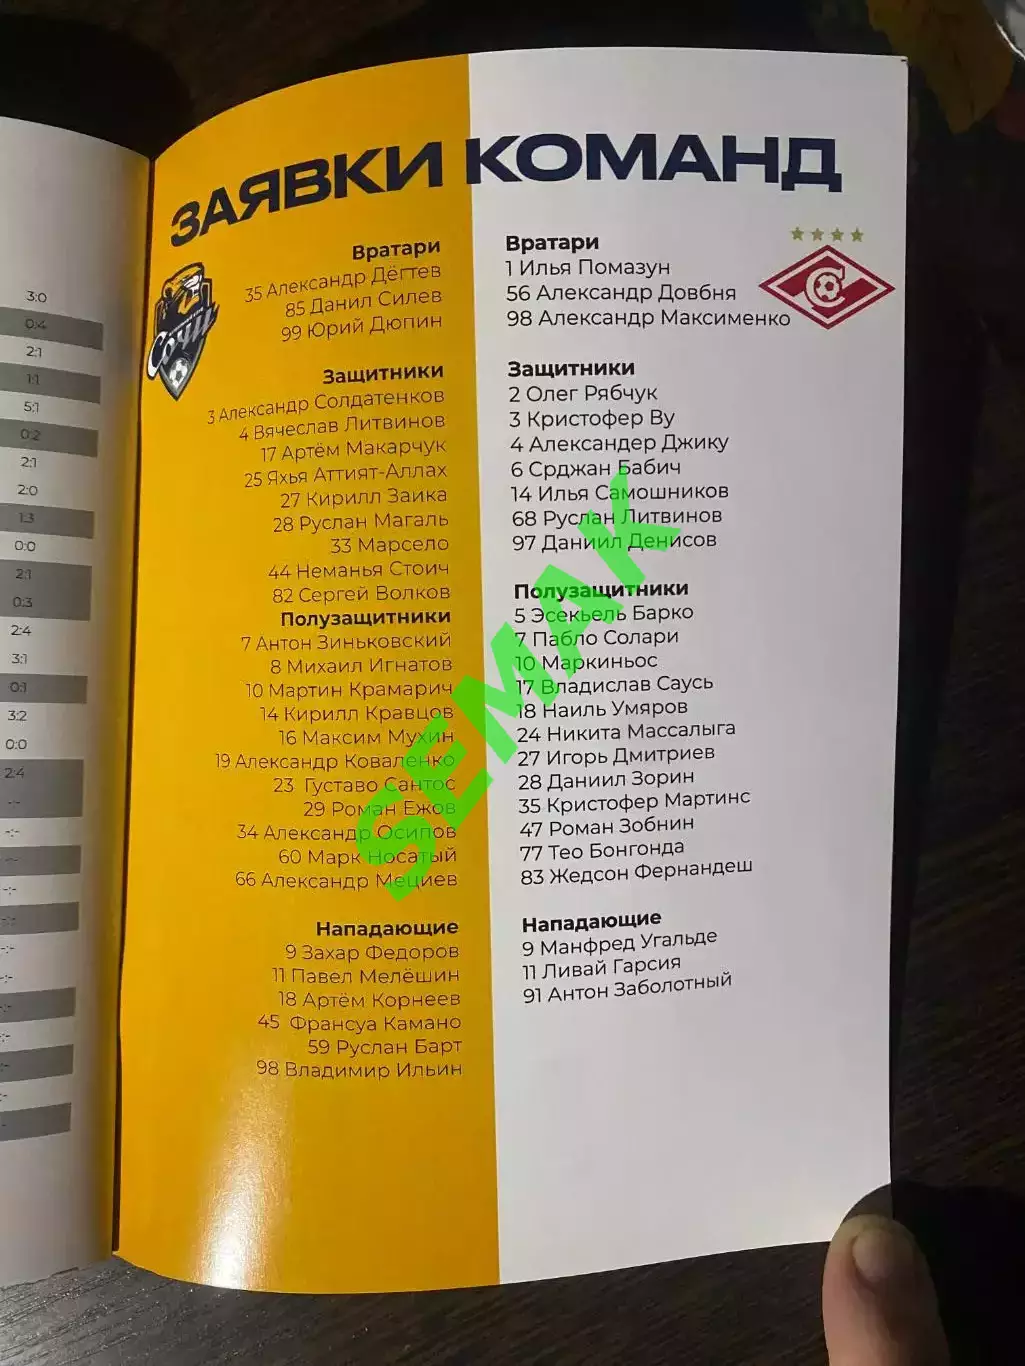 3:0
0:4
2:1
1:1
5:1
0:2
2:1
2:0
1:3
0:0
2:1
0:3
2:4
3:1
0:1
3:2
0:0
2:4
-:-
-:-
-:-
-:-
-:-
-:-
-:-
-:-
-:-
-:-
-:-
-:-
ЗАЯВКИ КОМАНД
Вратари
35 Александр Дёгтев
85 Данил Силев
99 Юрий Дюпин
Сочи
Защитники
3 Александр Солдатенков
4 Вячеслав Литвинов
17 Артём Макарчук
25 Яхья Аттият-Аллах
27 Кирилл Заика
28 Руслан Магаль
33 Марсело
44 Неманья Стоич
82 Сергей Волков
Полузащитники
7 Антон Зиньковский
8 Михаил Игнатов
10 Мартин Крамарич
14 Кирилл Кравцов
16 Максим Мухин
19 Александр Коваленко
23 Густаво Сантос
29 Роман Ежов
34 Александр Осипов
60 Марк Носатый
66 Александр Мециев
Нападающие
9 Захар Федоров
11 Павел Мелёшин
18 Артём Корнеев
45 Франсуа Камано
59 Руслан Барт
98 Владимир Ильин
Вратари
1 Илья Помазун
56 Александр Довбня
98 Александр Максименко
С
Защитники
2 Олег Рябчук
3 Кристофер Ву
4 Александер Джику
6 Срджан Бабич
14 Илья Самошников
68 Руслан Литвинов
97 Даниил Денисов
Полузащитники
5 Эсекьель Барко
7 Пабло Солари
10 Маркиньос
17 Владислав Саусь
18 Наиль Умяров
24 Никита Массалыга
27 Игорь Дмитриев
28 Даниил Зорин
35 Кристофер Мартинс
47 Роман Зобнин
77 Тео Бонгонда
83 Жедсон Фернандеш
Нападающие
9 Манфред Угальде
11 Ливай Гарсия
91 Антон Заболотный
SEMAK